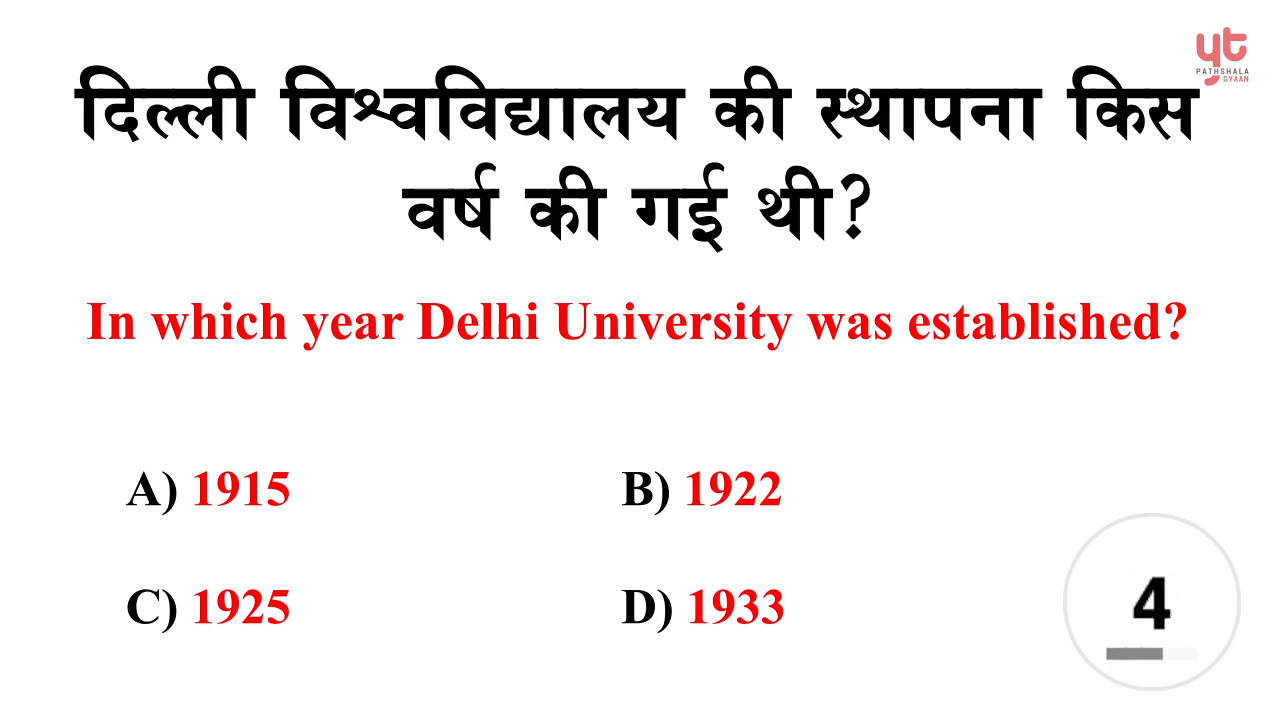 yt
PATHSHALA
GYAAN
दिल्ली विश्वविद्यालय की स्थापना किस
वर्ष की गई थी?
In which year Delhi University was established?
A) 1915
B) 1922
C) 1925
D) 1933
4